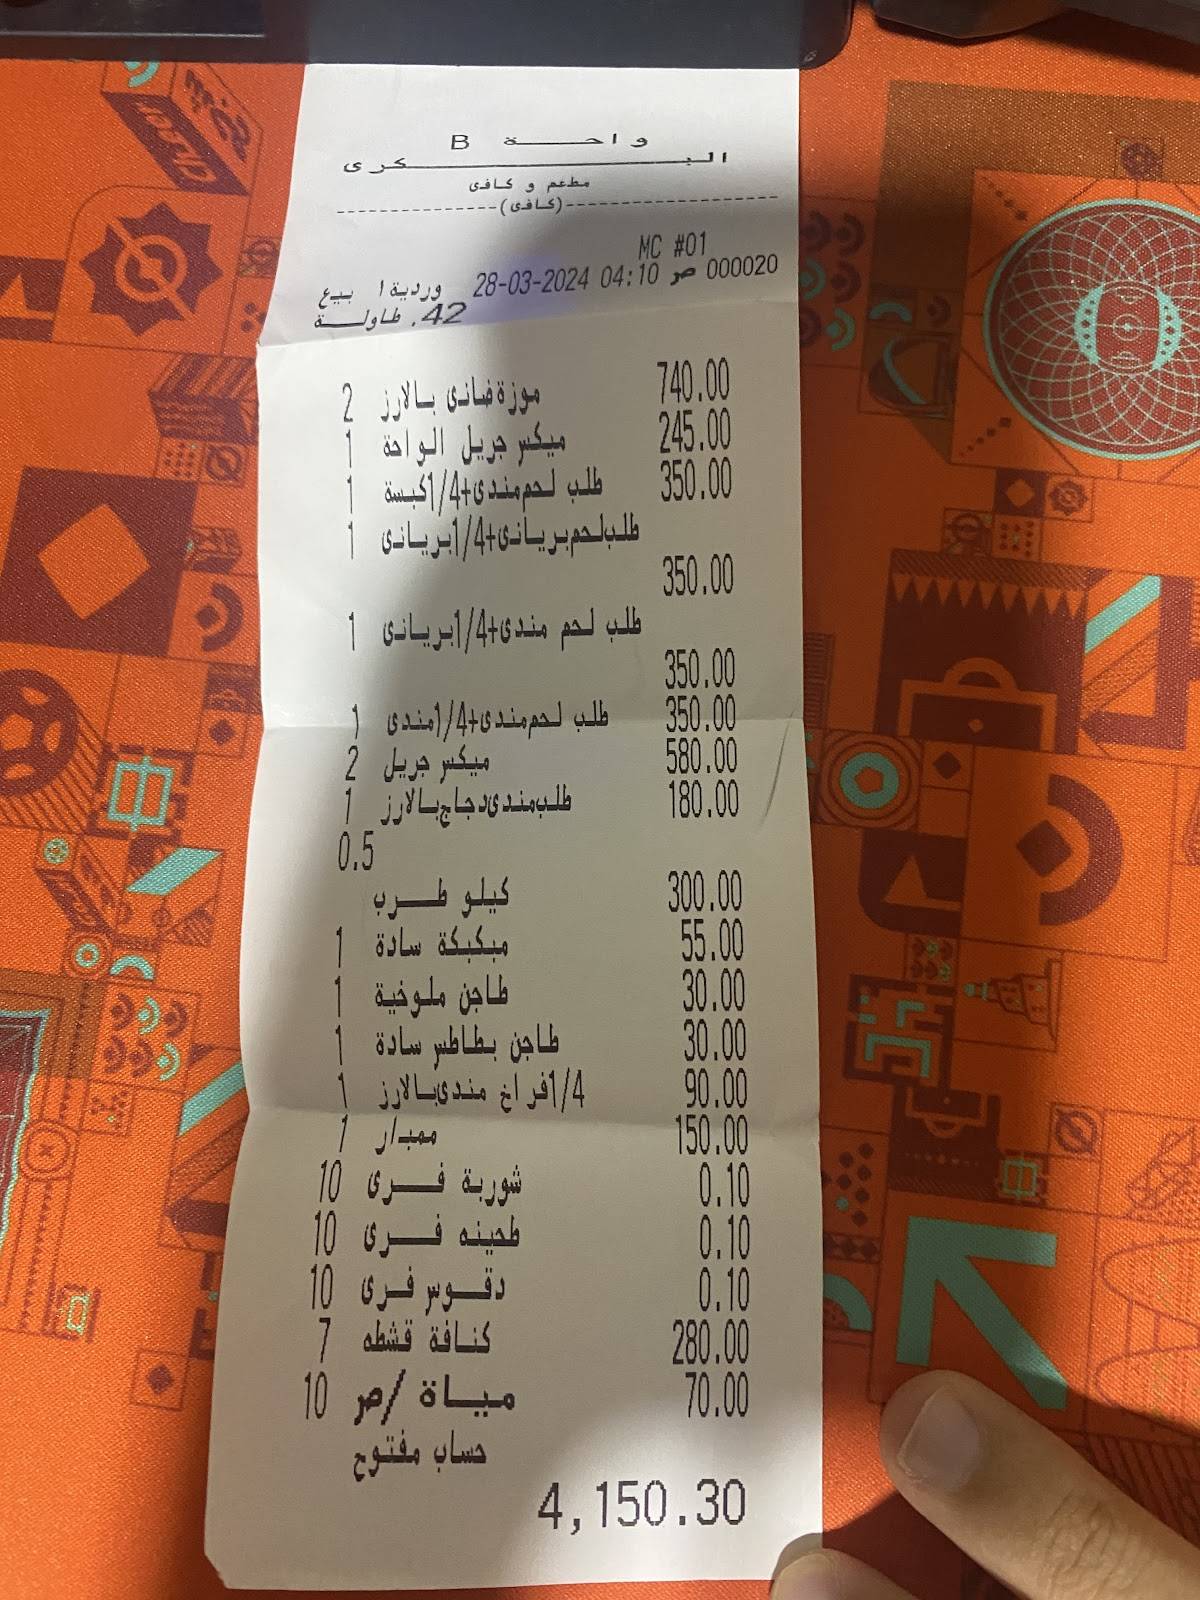 واحة B
البكرى
مطعم و كافى
(كافى)
MC #01
وردية 1 بيع 28-03-2024 04:10 ص 000020
طاولة .42
2 موزة ضانى بالارز 740.00
1 ميكس جريل الواحة 245.00
1 طلب لحم مندى+1/4كبسة 350.00
1 طلب لحم بريانى+1/4بريانى
350.00
1 طلب لحم مندى+1/4بريانى
350.00
1 طلب لحم مندى+1/4مندى 350.00
2 ميكس جريل 580.00
1 طلب مندى دجاج بالارز 180.00
0.5
كيلو طرب 300.00
1 مبكبكة سادة 55.00
1 طاجن ملوخية 30.00
1 طاجن بطاطس سادة 30.00
1 1/4فراخ مندى بالارز 90.00
1 ممبار 150.00
10 شوربة فرى 0.10
10 طحينه فرى 0.10
10 دقوس فرى 0.10
7 كنافة قشطه 280.00
10 مياة /ص 70.00
حساب مفتوح
4,150.30